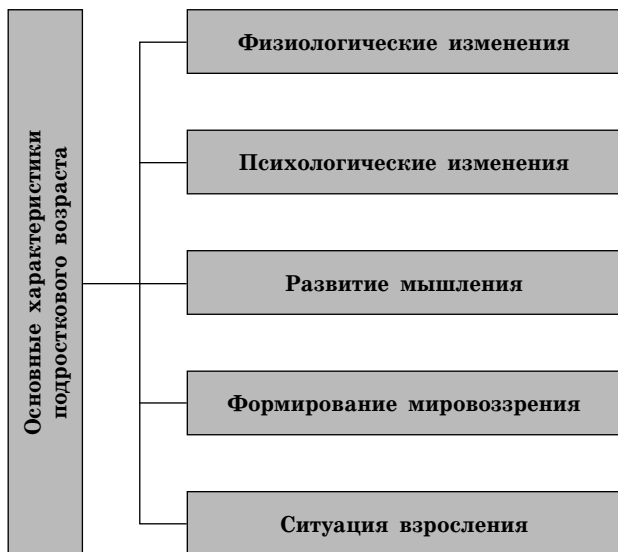 Основные характеристики
подросткового возраста
Физиологические изменения
Психологические изменения
Развитие мышления
Формирование мировоззрения
Ситуация взросления